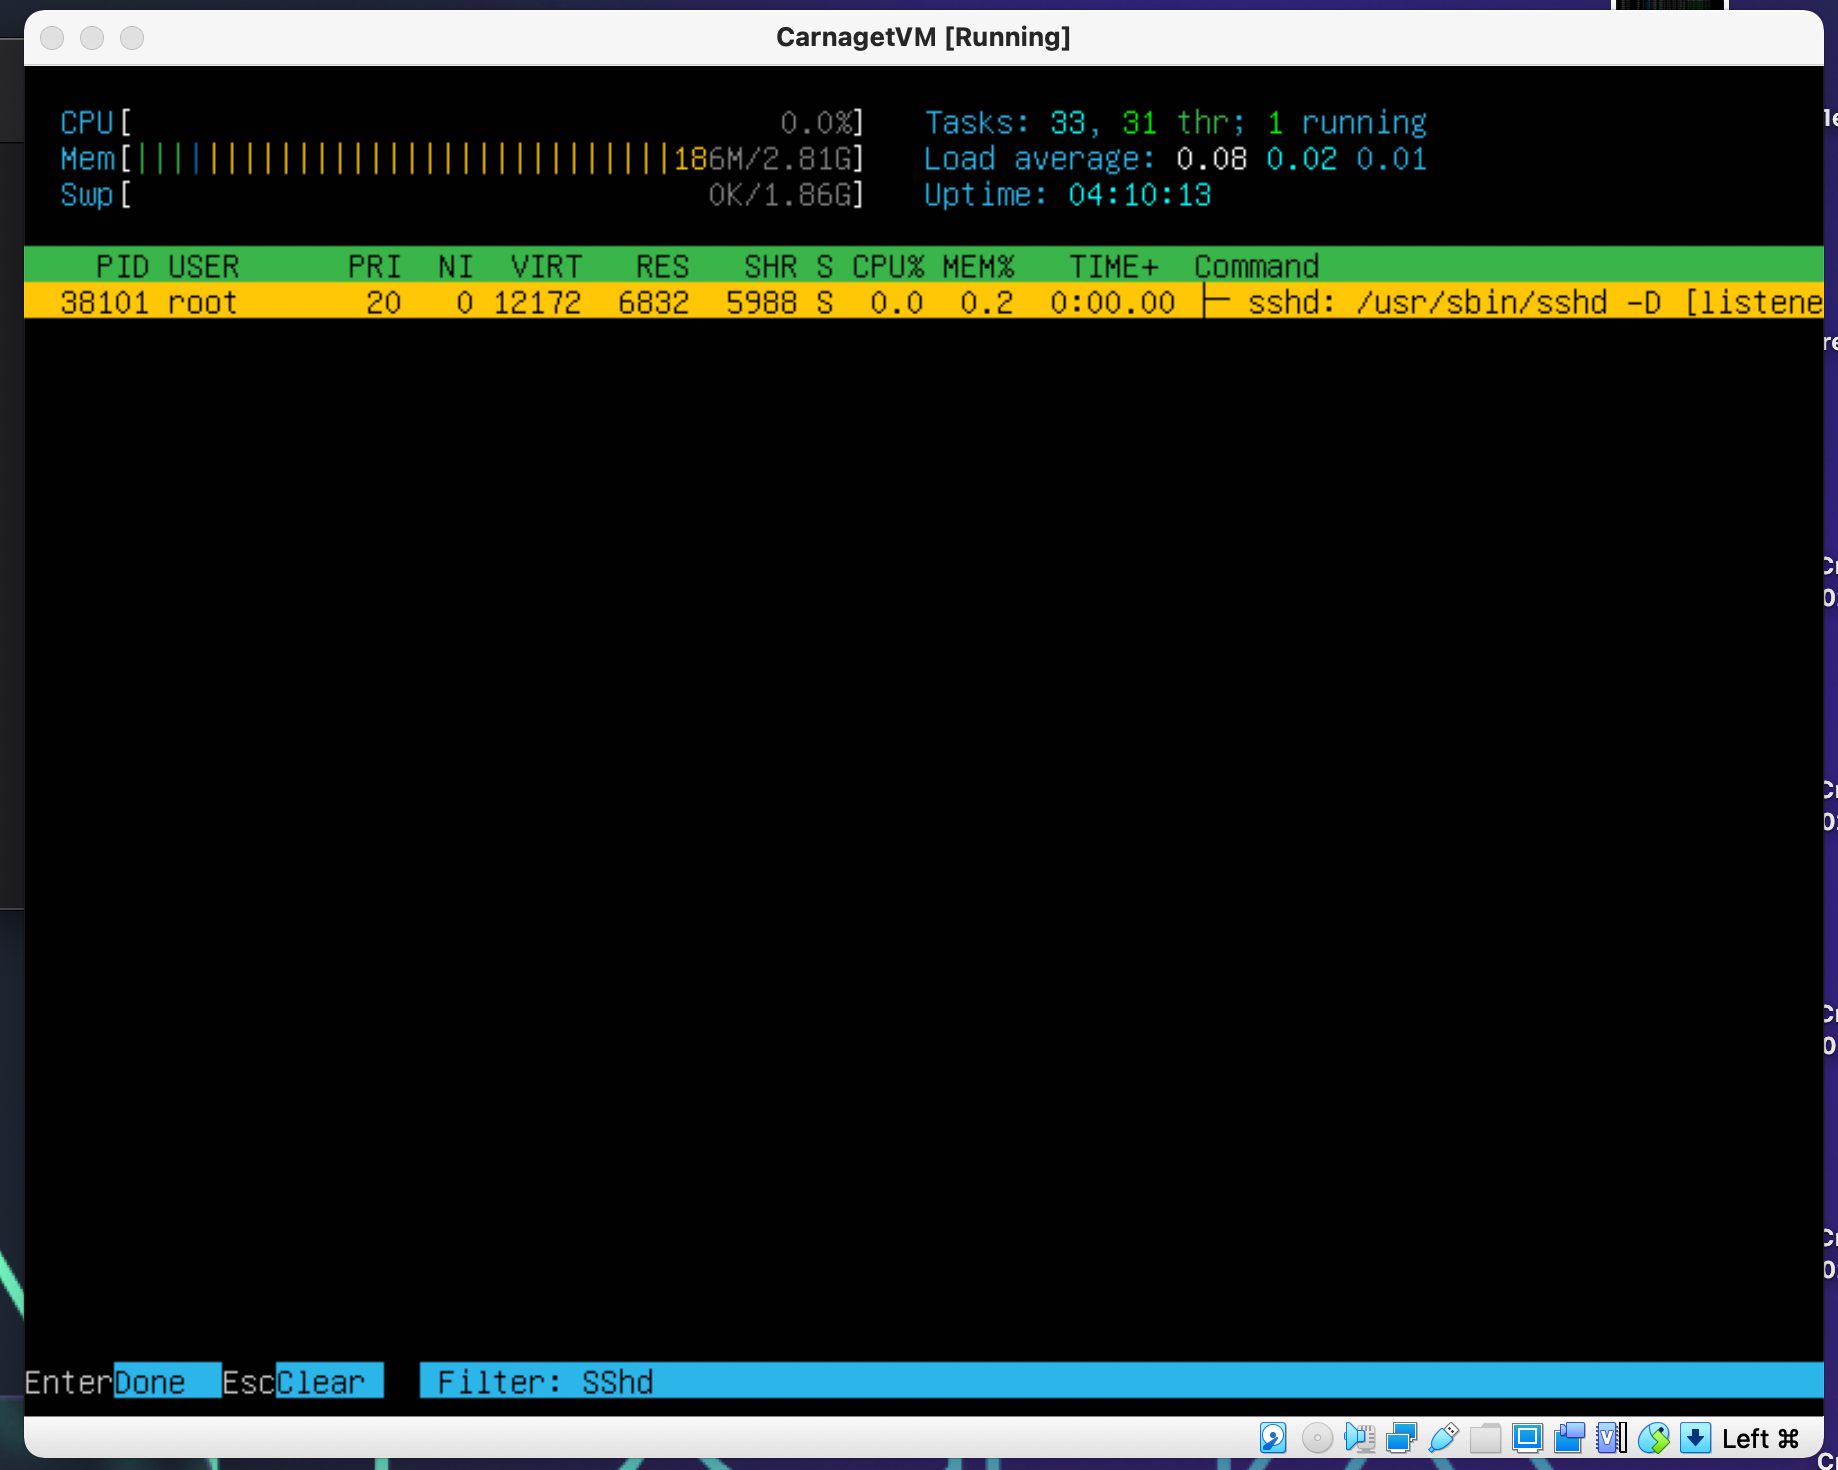 CarnagetVM [Running]
CPU[ 0.0%] Tasks: 33, 31 thr; 1 running
Mem[||||||||||||||||||||||||||||||186M/2.81G] Load average: 0.08 0.02 0.01
Swp[ 0K/1.86G] Uptime: 04:10:13
PID USER PRI NI VIRT RES SHR S CPU% MEM% TIME+ Command
38101 root 20 0 12172 6832 5988 S 0.0 0.2 0:00.00 ├─ sshd: /usr/sbin/sshd -D [listene
EnterDone EscClear Filter: SShd
Left ⌘